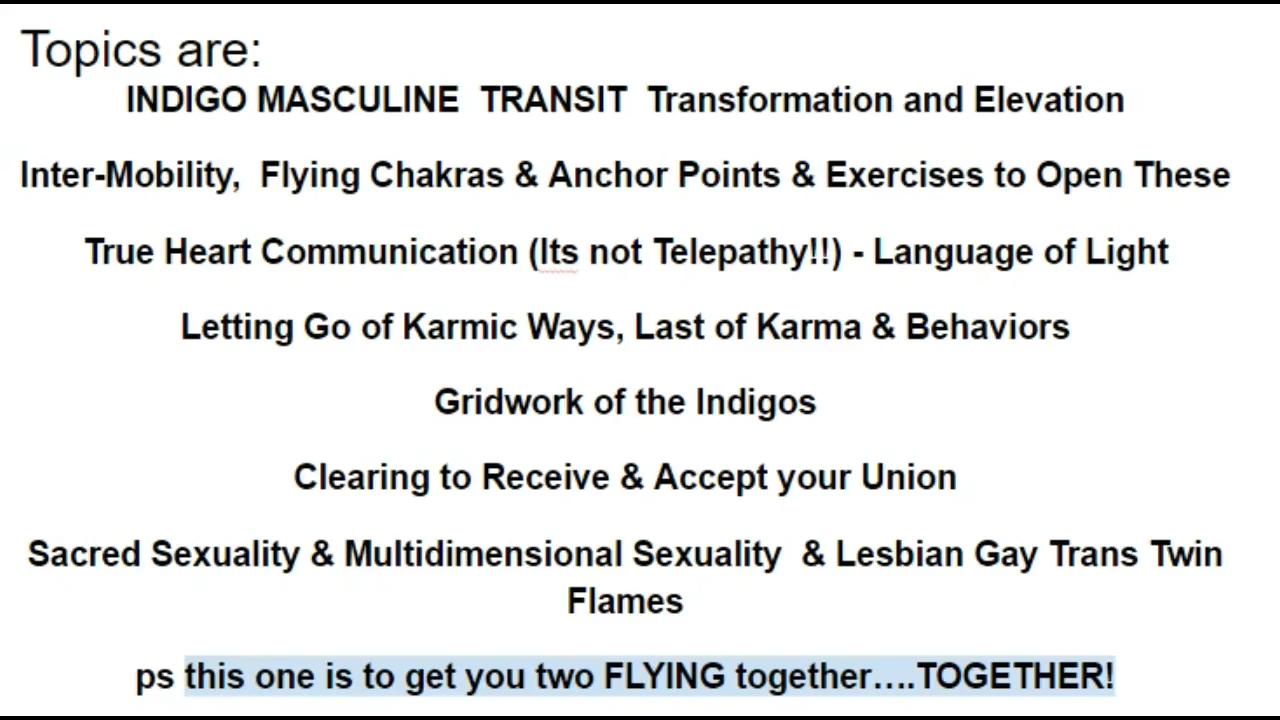 Topics are:
INDIGO MASCULINE  TRANSIT  Transformation and Elevation
Inter-Mobility,  Flying Chakras & Anchor Points & Exercises to Open These
True Heart Communication (Its not Telepathy!!) - Language of Light
Letting Go of Karmic Ways, Last of Karma & Behaviors
Gridwork of the Indigos
Clearing to Receive & Accept your Union
Sacred Sexuality & Multidimensional Sexuality  & Lesbian Gay Trans Twin
Flames
ps this one is to get you two FLYING together….TOGETHER!